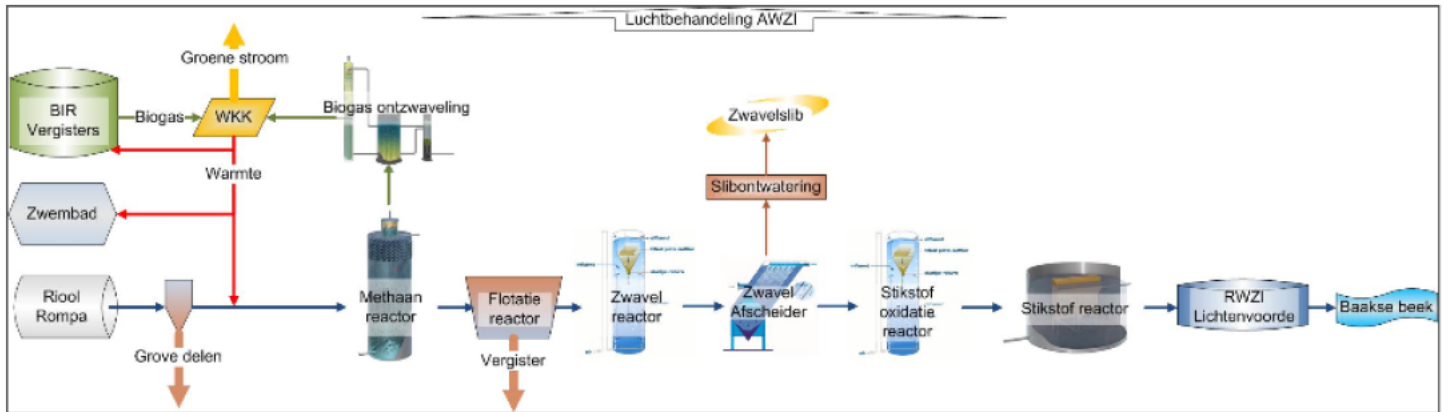 Luchtbehandeling AWZI
Groene stroom
BIR
Vergisters
Biogas
WKK
Biogas ontzwaveling
Zwavelslib
Warmte
Slibontwatering
Zwembad
Riool
Rompa
Methaan
reactor
Flotatie
reactor
Zwavel
reactor
Zwavel
Afscheider
Stikstof
oxidatie
reactor
Stikstof reactor
RWZI
Lichtenvoorde
Baakse beek
Grove delen
Vergister